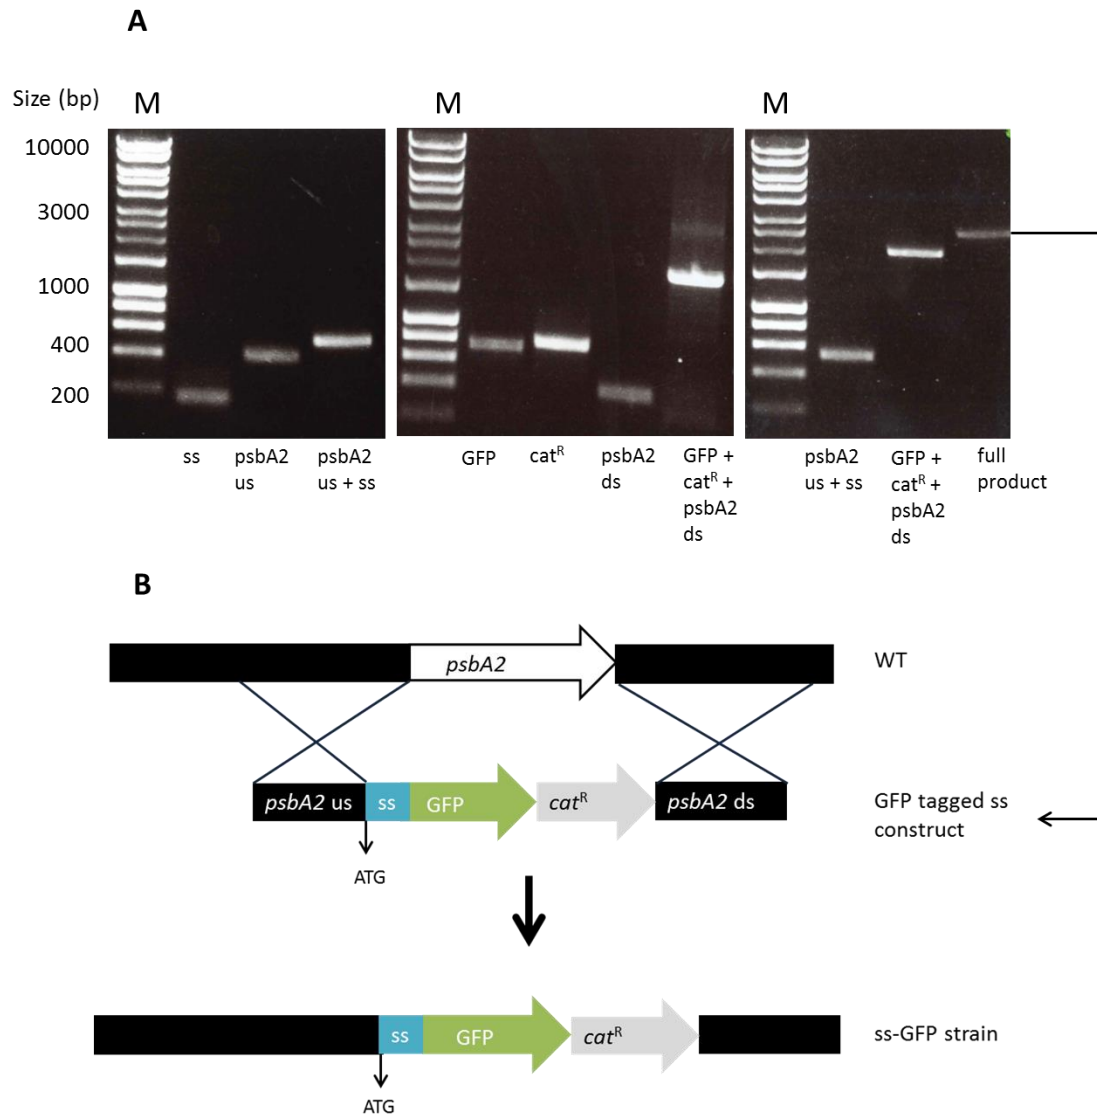 A
Size (bp)
M
M
M
10000
3000
1000
400
200
ss
psbA2
us
psbA2
us + ss
GFP
catᴿ
psbA2
ds
GFP +
catᴿ +
psbA2
ds
psbA2
us + ss
GFP +
catᴿ +
psbA2
ds
full
product
B
psbA2
WT
psbA2 us
ss
GFP
catᴿ
psbA2 ds
GFP tagged ss
construct
ATG
ss
GFP
catᴿ
ss-GFP strain
ATG